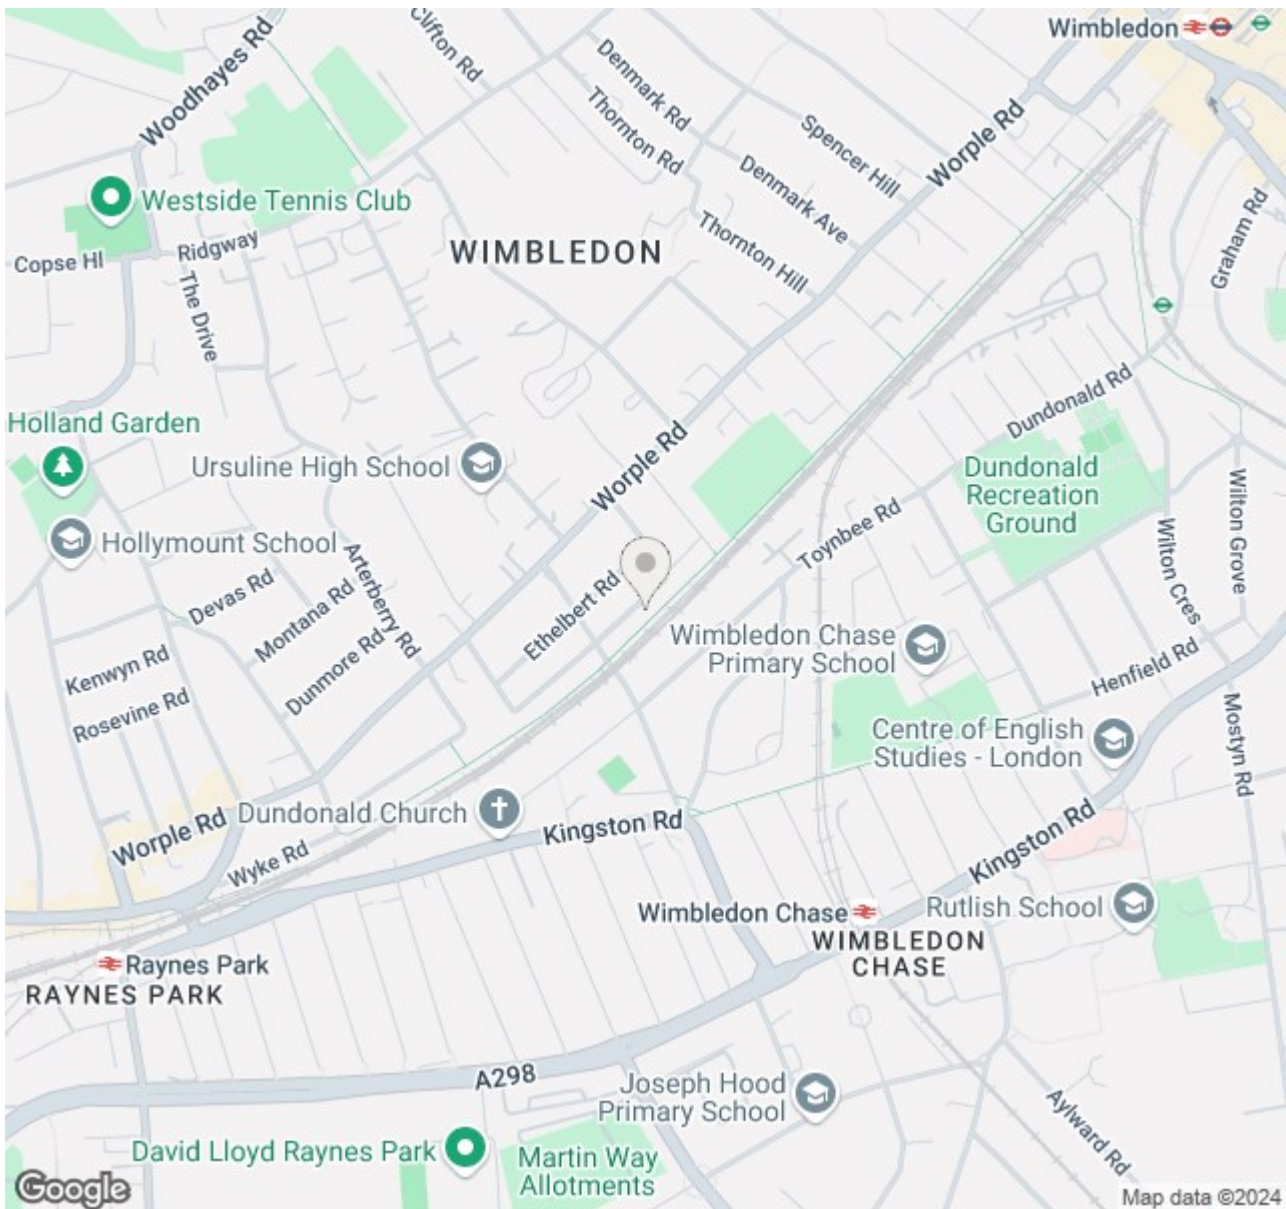 Wimbledon
Clifton Rd
Woodhayes Rd
Denmark Rd
Thornton Rd
Spencer Hill
Worple Rd
Denmark Ave
Westside Tennis Club
Graham Rd
Ridgway
Copse Hl
WIMBLEDON
Thornton Hill
The Drive
Dundonald Rd
Holland Garden
Worple Rd
Ursuline High School
Dundonald
Recreation
Ground
Wilton Grove
Hollymount School
Toynbee Rd
Wilton Cres
Arterberry Rd
Devas Rd
Montana Rd
Ethelbert Rd
Dunmore Rd
Wimbledon Chase
Primary School
Kenwyn Rd
Henfield Rd
Rosevine Rd
Mostyn Rd
Centre of English
Studies - London
Dundonald Church
Worple Rd
Kingston Rd
Kingston Rd
Wyke Rd
Wimbledon Chase
Rutlish School
WIMBLEDON
CHASE
Raynes Park
RAYNES PARK
A298
Joseph Hood
Primary School
Aylward Rd
David Lloyd Raynes Park
Martin Way
Allotments
Google
Map data ©2024